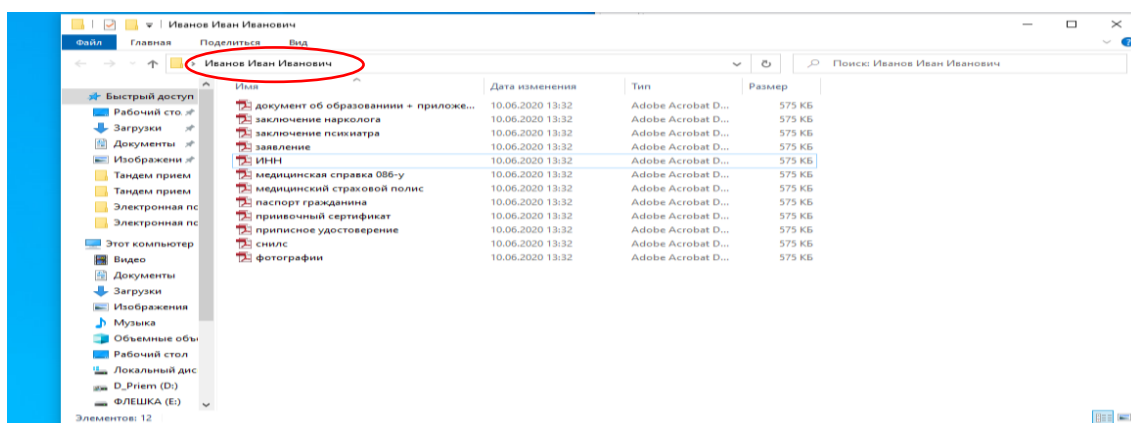 Иванов Иван Иванович
Файл Главная Поделиться Вид
Иванов Иван Иванович Поиск: Иванов Иван Иванович
Имя Дата изменения Тип Размер
Быстрый доступ
Рабочий сто
Загрузки
Документы
Изображени
Тандем прием
Тандем прием
Электронная по
Электронная по
Этот компьютер
Видео
Документы
Загрузки
Изображения
Музыка
Объемные объ
Рабочий стол
Локальный дис
D_Priem (D:)
ФЛЕШКА (E:)
документ об образованиии + приложе... 10.06.2020 13:32 Adobe Acrobat D... 575 КБ
заключение нарколога 10.06.2020 13:32 Adobe Acrobat D... 575 КБ
заключение психиатра 10.06.2020 13:32 Adobe Acrobat D... 575 КБ
заявление 10.06.2020 13:32 Adobe Acrobat D... 575 КБ
ИНН 10.06.2020 13:32 Adobe Acrobat D... 575 КБ
медицинская справка 086-у 10.06.2020 13:32 Adobe Acrobat D... 575 КБ
медицинский страховой полис 10.06.2020 13:32 Adobe Acrobat D... 575 КБ
паспорт гражданина 10.06.2020 13:32 Adobe Acrobat D... 575 КБ
приивочный сертификат 10.06.2020 13:32 Adobe Acrobat D... 575 КБ
приписное удостоверение 10.06.2020 13:32 Adobe Acrobat D... 575 КБ
снилс 10.06.2020 13:32 Adobe Acrobat D... 575 КБ
фотографии 10.06.2020 13:32 Adobe Acrobat D... 575 КБ
Элементов: 12